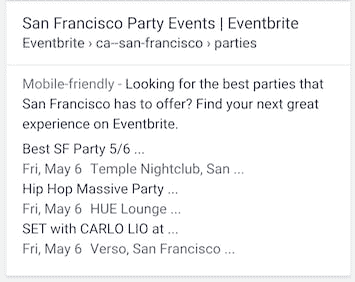 San Francisco Party Events | Eventbrite
Eventbrite › ca--san-francisco › parties
Mobile-friendly - Looking for the best parties that
San Francisco has to offer? Find your next great
experience on Eventbrite.
Best SF Party 5/6 ...
Fri, May 6 Temple Nightclub, San ...
Hip Hop Massive Party ...
Fri, May 6 HUE Lounge ...
SET with CARLO LIO at ...
Fri, May 6 Verso, San Francisco ...